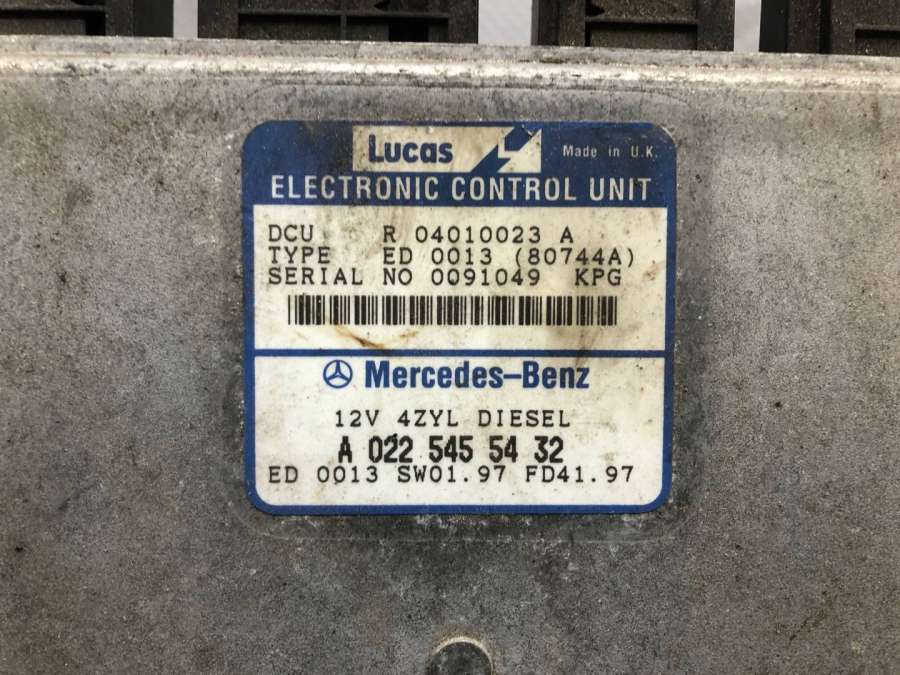 Lucas Made in U.K.
ELECTRONIC CONTROL UNIT
DCU R 04010023 A
TYPE ED 0013 (80744A)
SERIAL NO 0091049 KPG
Mercedes-Benz
12V 4ZYL DIESEL
A 022 545 54 32
ED 0013 SW01.97 FD41.97